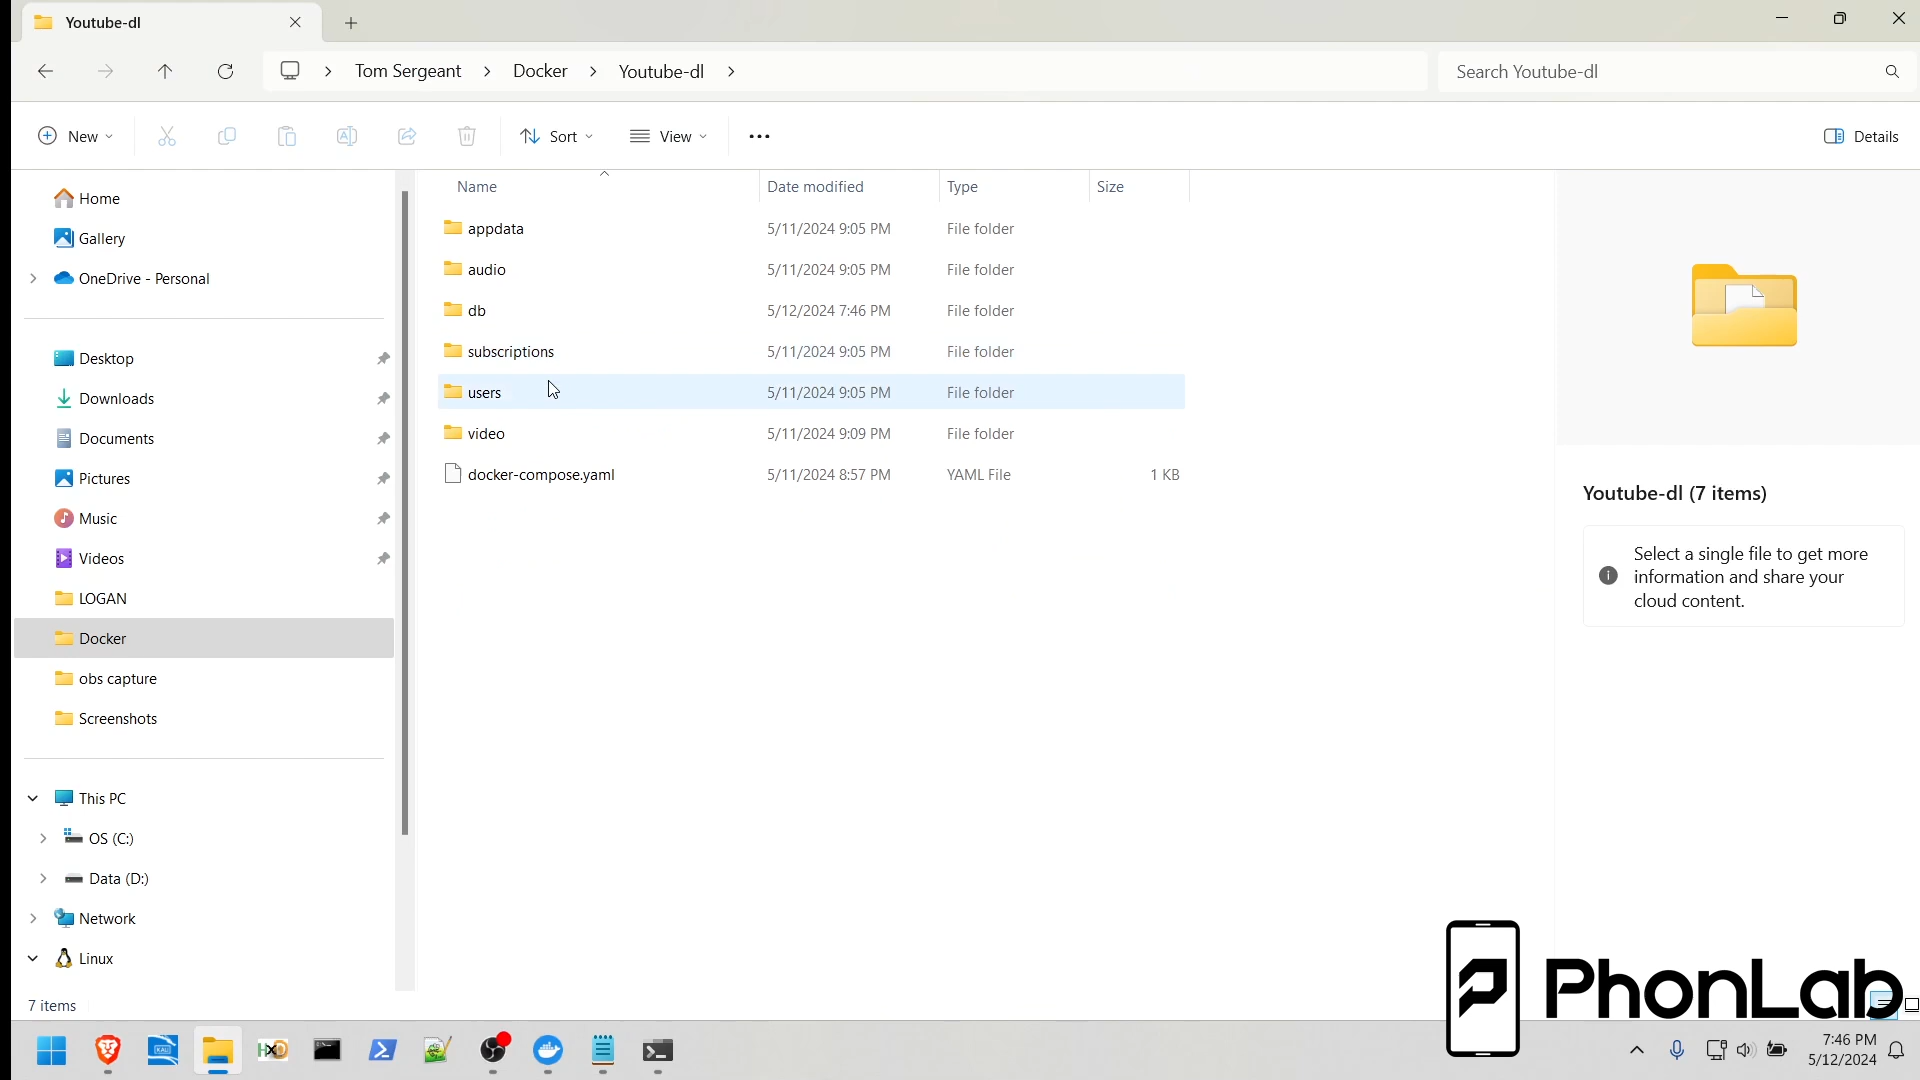 Youtube-dl
Tom Sergeant > Docker > Youtube-dl >
Search Youtube-dl
New
Sort
View
Details
Name Date modified Type Size
appdata 5/11/2024 9:05 PM File folder
audio 5/11/2024 9:05 PM File folder
db 5/12/2024 7:46 PM File folder
subscriptions 5/11/2024 9:05 PM File folder
users 5/11/2024 9:05 PM File folder
video 5/11/2024 9:09 PM File folder
docker-compose.yaml 5/11/2024 8:57 PM YAML File 1 KB
Home
Gallery
OneDrive - Personal
Desktop
Downloads
Documents
Pictures
Music
Videos
LOGAN
Docker
obs capture
Screenshots
This PC
OS (C:)
Data (D:)
Network
Linux
Youtube-dl (7 items)
Select a single file to get more
information and share your
cloud content.
7 items
PhonLab
KALI
HXD
7:46 PM
5/12/2024